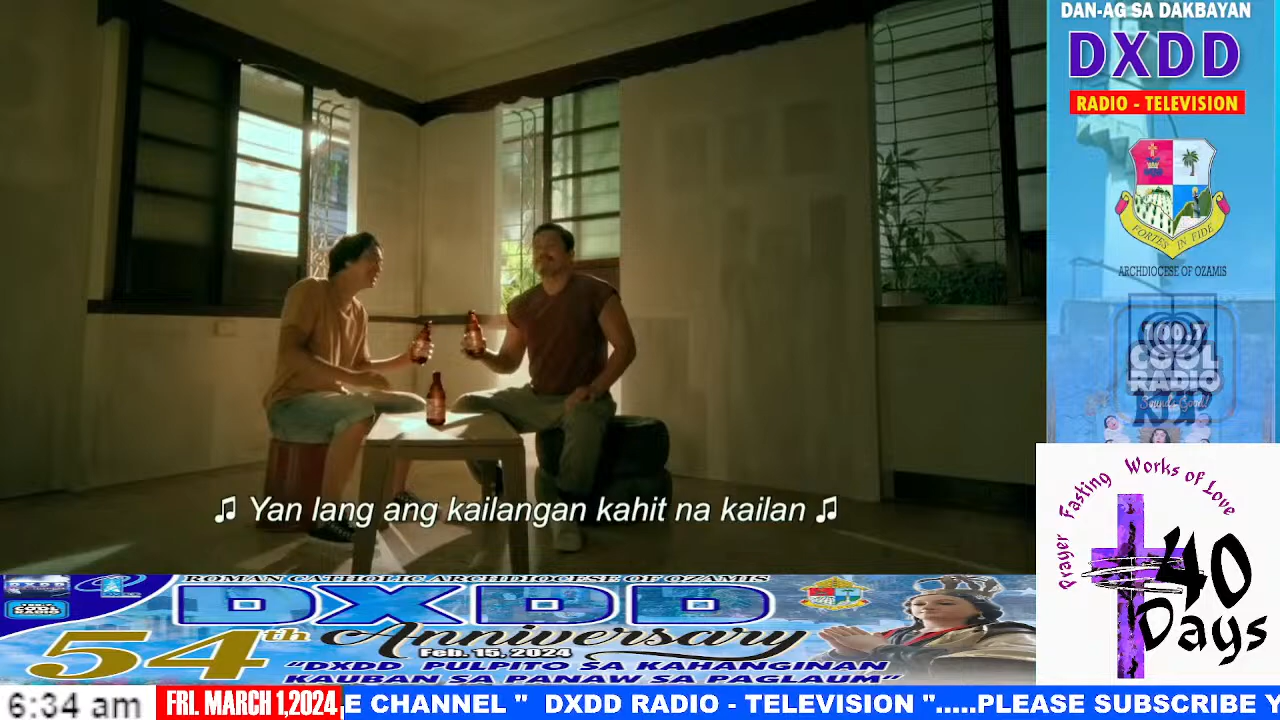 DAN-AG SA DAKBAYAN
DXDD
RADIO - TELEVISION
FORTES IN FIDE
ARCHDIOCESE OF OZAMIS
100.7
COOL
RADIO
Sounds Good!
♫ Yan lang ang kailangan kahit na kailan ♫
Prayer Fasting Works of Love
40
Days
DXDD
ROMAN CATHOLIC ARCHDIOCESE OF OZAMIS
DXDD
54th Anniversary
Feb. 15, 2024
"DXDD PULPITO SA KAHANGINAN
KAUBAN SA PANAW SA PAGLAUM"
6:34 am
FRI. MARCH 1,2024
E CHANNEL " DXDD RADIO - TELEVISION ".....PLEASE SUBSCRIBE Y